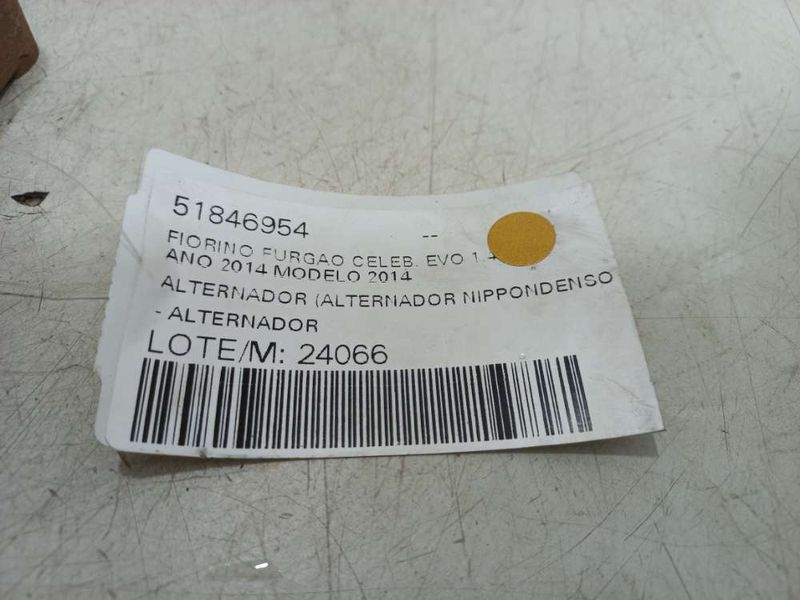 51846954 --
FIORINO FURGAO CELEB. EVO 1.
ANO 2014 MODELO 2014
ALTERNADOR (ALTERNADOR NIPPONDENSO
- ALTERNADOR
LOTE/M: 24066